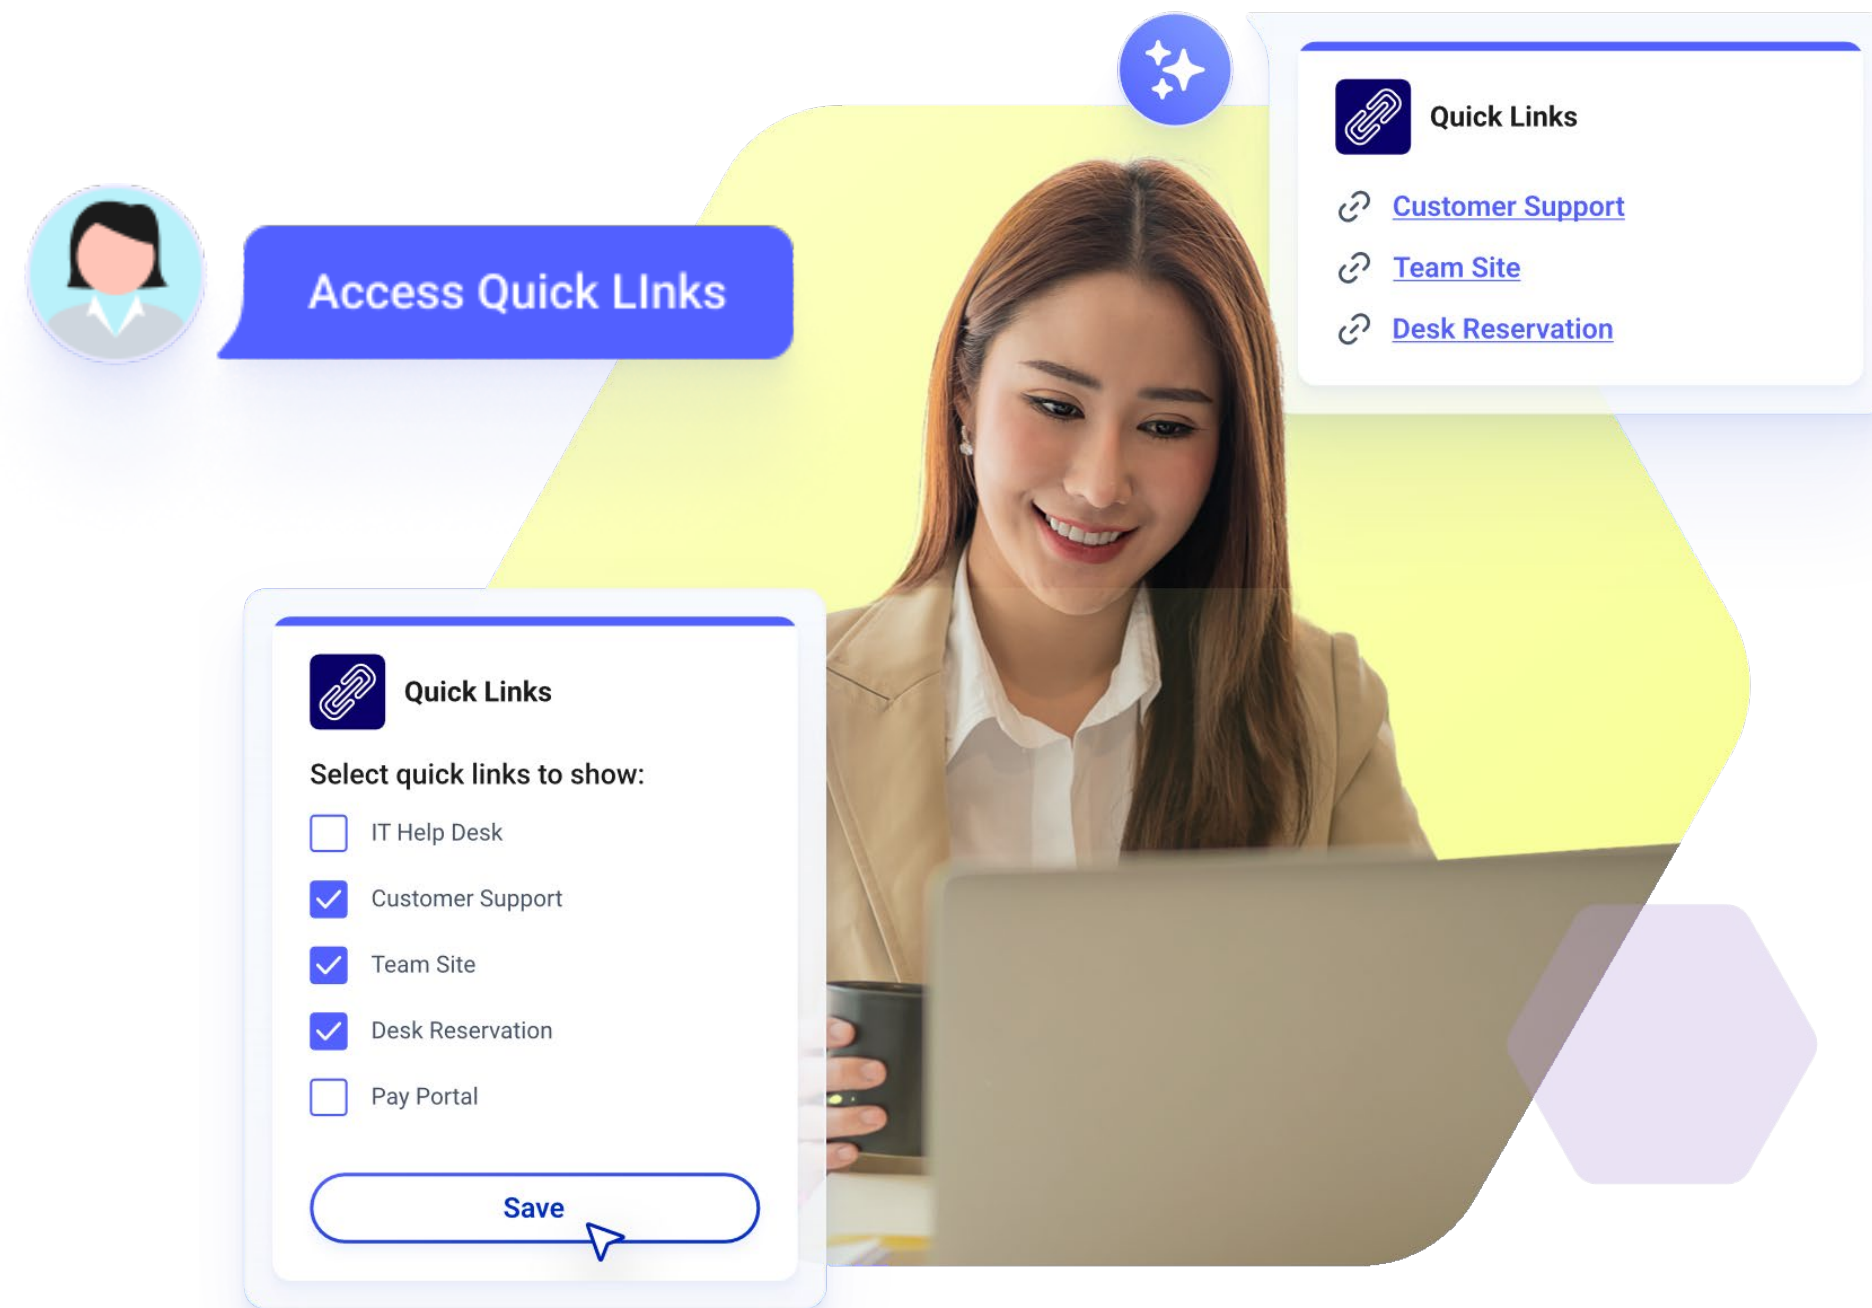 Access Quick LInks
Quick Links
Customer Support
Team Site
Desk Reservation
Quick Links
Select quick links to show:
IT Help Desk
Customer Support
Team Site
Desk Reservation
Pay Portal
Save